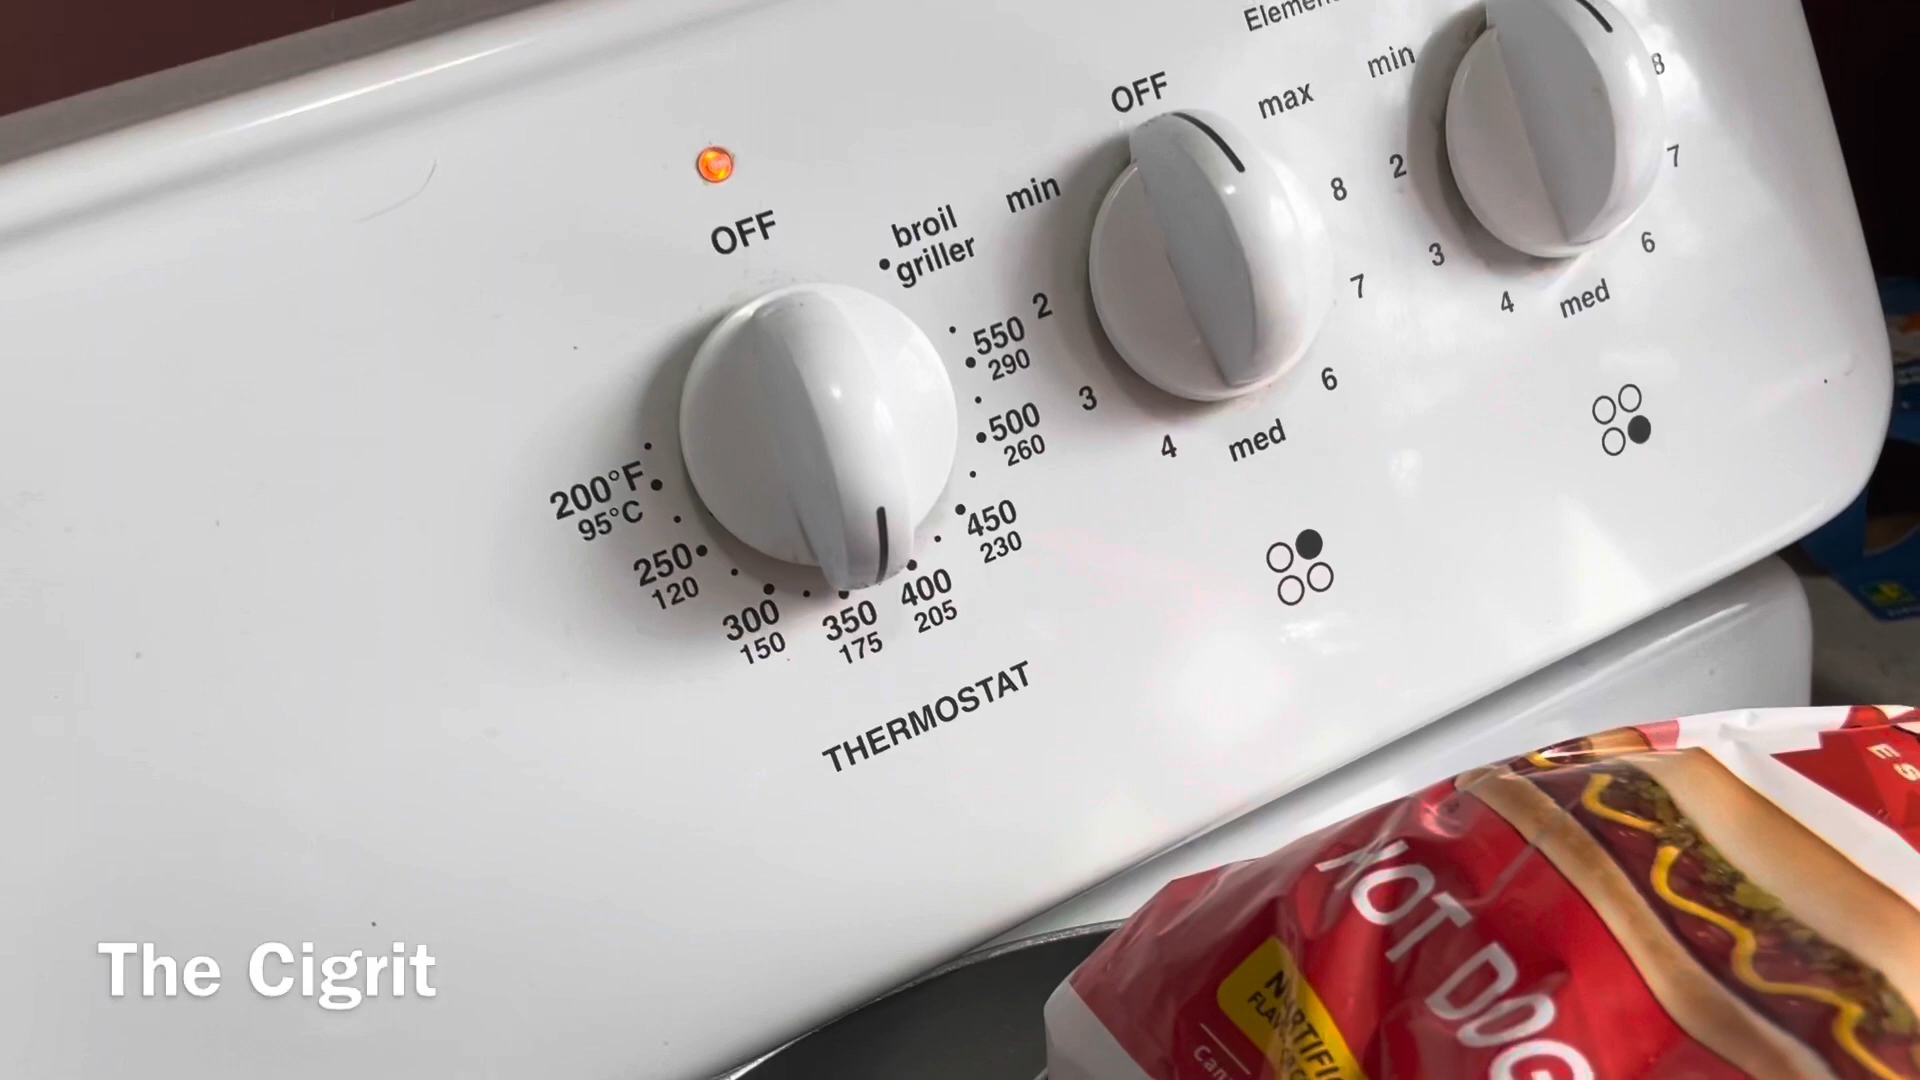 Elemen
OFF
max
min
8
7
6
med
4
3
2
OFF
broil
griller
min
8
7
6
med
4
3
2
550
290
500
260
450
230
400
205
350
175
300
150
250
120
200°F
95°C
THERMOSTAT
HOT DOG
The Cigrit